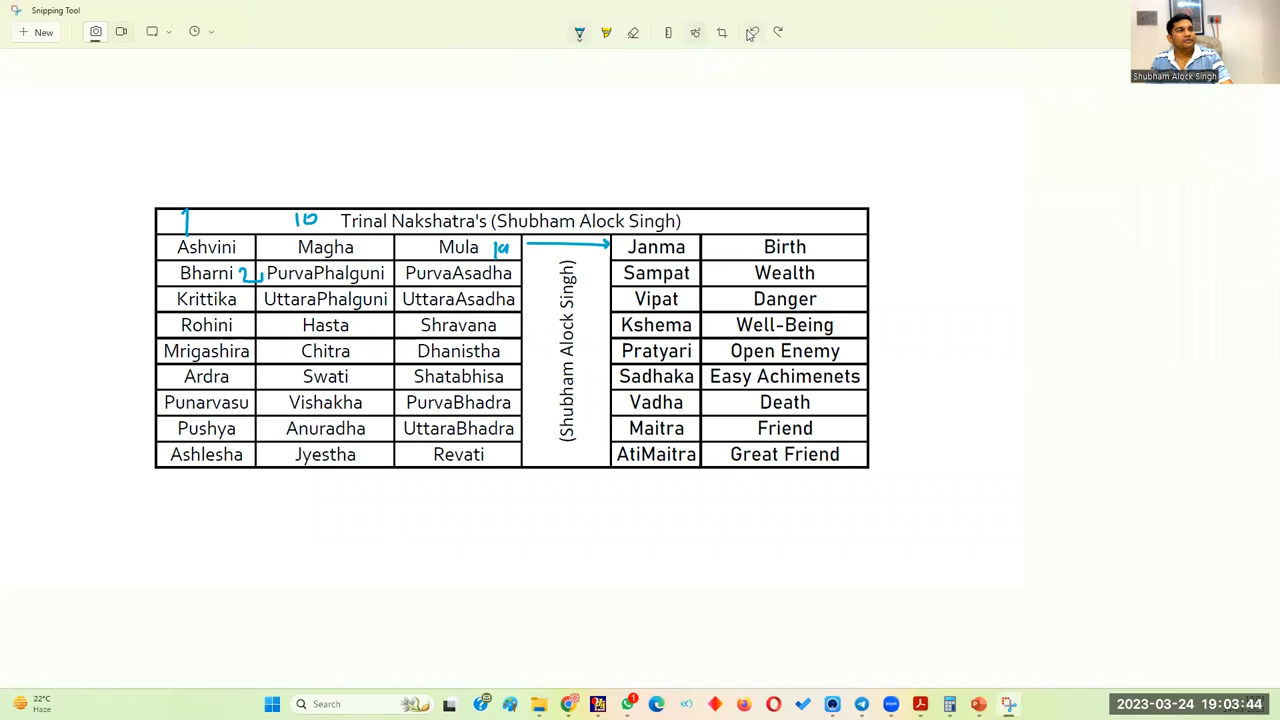 Snipping Tool
New
Shubham Alock Singh
1 10 Trinal Nakshatra's (Shubham Alock Singh)
Ashvini Magha Mula 19 Janma Birth
Bharni 2 PurvaPhalguni PurvaAsadha Sampat Wealth
Krittika UttaraPhalguni UttaraAsadha Vipat Danger
Rohini Hasta Shravana Kshema Well-Being
Mrigashira Chitra Dhanistha Pratyari Open Enemy
Ardra Swati Shatabhisa Sadhaka Easy Achimenets
Punarvasu Vishakha PurvaBhadra Vadha Death
Pushya Anuradha UttaraBhadra Maitra Friend
Ashlesha Jyestha Revati AtiMaitra Great Friend
(Shubham Alock Singh)
22°C
Haze
Search
2023-03-24 19:03:44